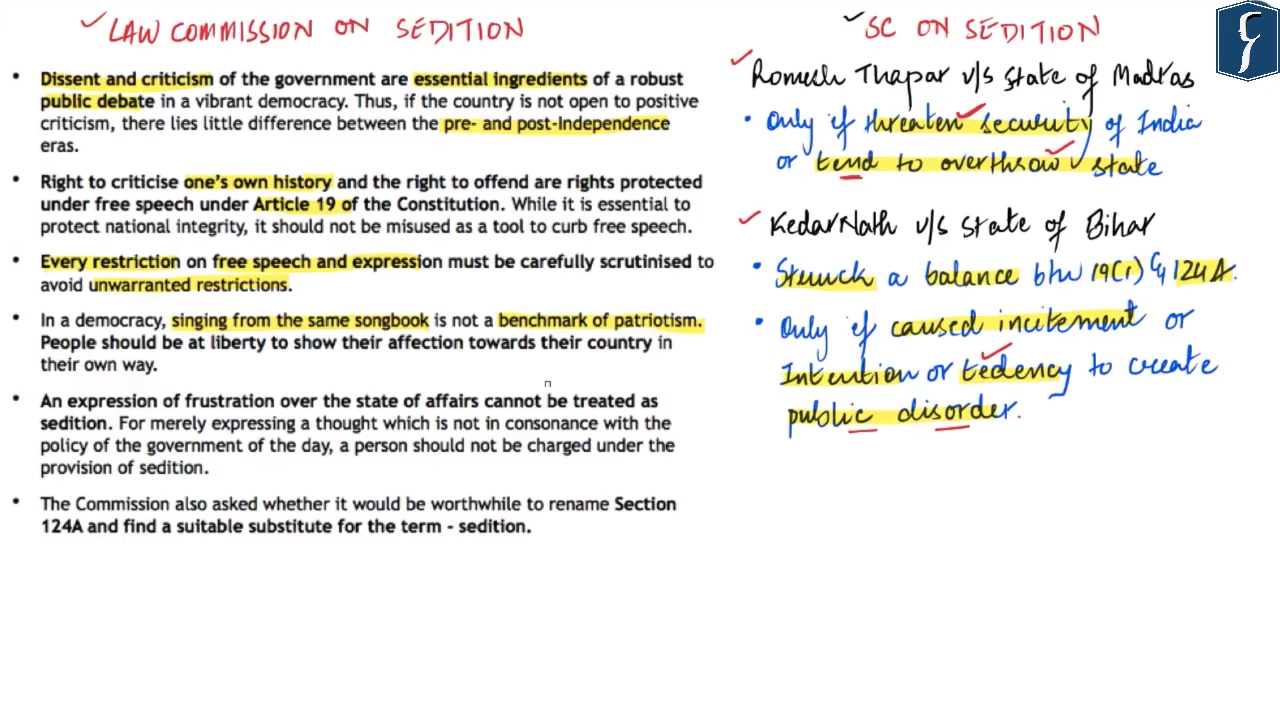 LAW COMMISSION ON SEDITION
Dissent and criticism of the government are essential ingredients of a robust
public debate in a vibrant democracy. Thus, if the country is not open to positive
criticism, there lies little difference between the pre- and post-Independence
eras.
Right to criticise one's own history and the right to offend are rights protected
under free speech under Article 19 of the Constitution. While it is essential to
protect national integrity, it should not be misused as a tool to curb free speech.
Every restriction on free speech and expression must be carefully scrutinised to
avoid unwarranted restrictions.
In a democracy, singing from the same songbook is not a benchmark of patriotism.
People should be at liberty to show their affection towards their country in
their own way.
An expression of frustration over the state of affairs cannot be treated as
sedition. For merely expressing a thought which is not in consonance with the
policy of the government of the day, a person should not be charged under the
provision of sedition.
The Commission also asked whether it would be worthwhile to rename Section
124A and find a suitable substitute for the term - sedition.
SC ON SEDITION
Romesh Thapar v/s State of Madras
Only if threaten security of India
or tend to overthrow state
KedarNath v/s State of Bihar
Struck a balance btw 19(1) & 124A.
Only if caused incitement or
Intention or tedency to create
public disorder.